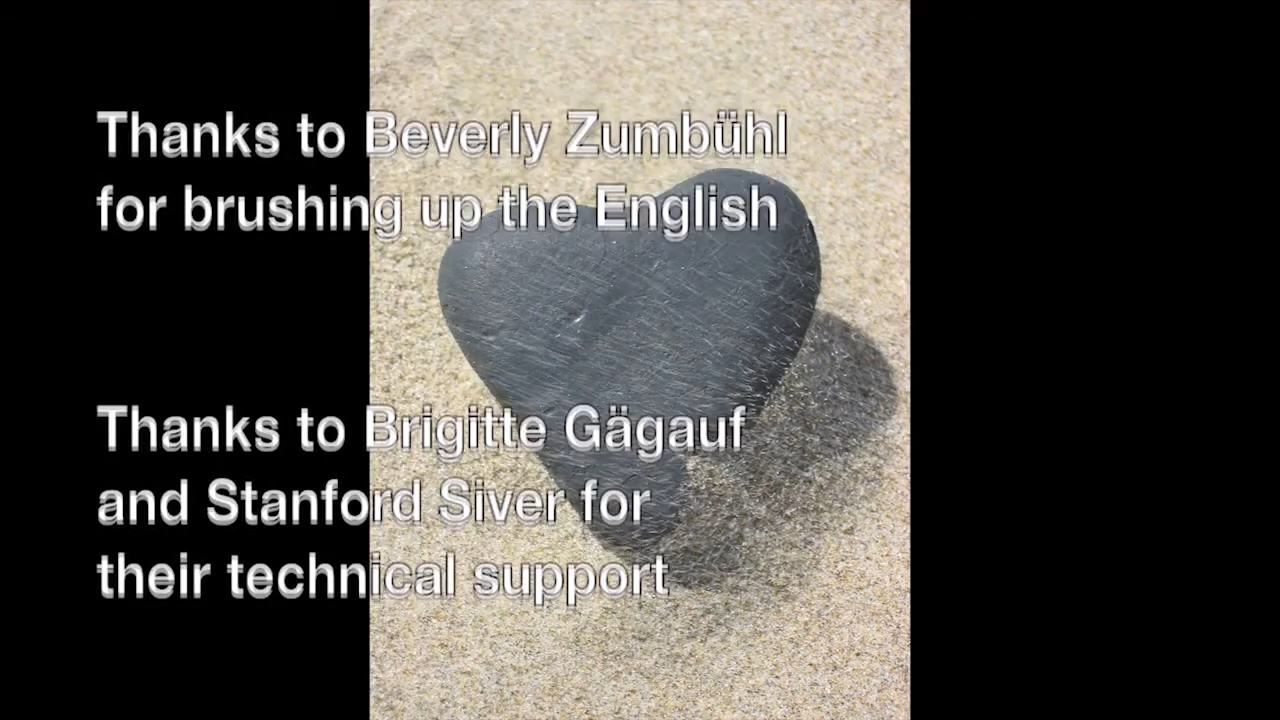 Thanks to Beverly Zumbühl
for brushing up the English
Thanks to Brigitte Gägauf
and Stanford Siver for
their technical support